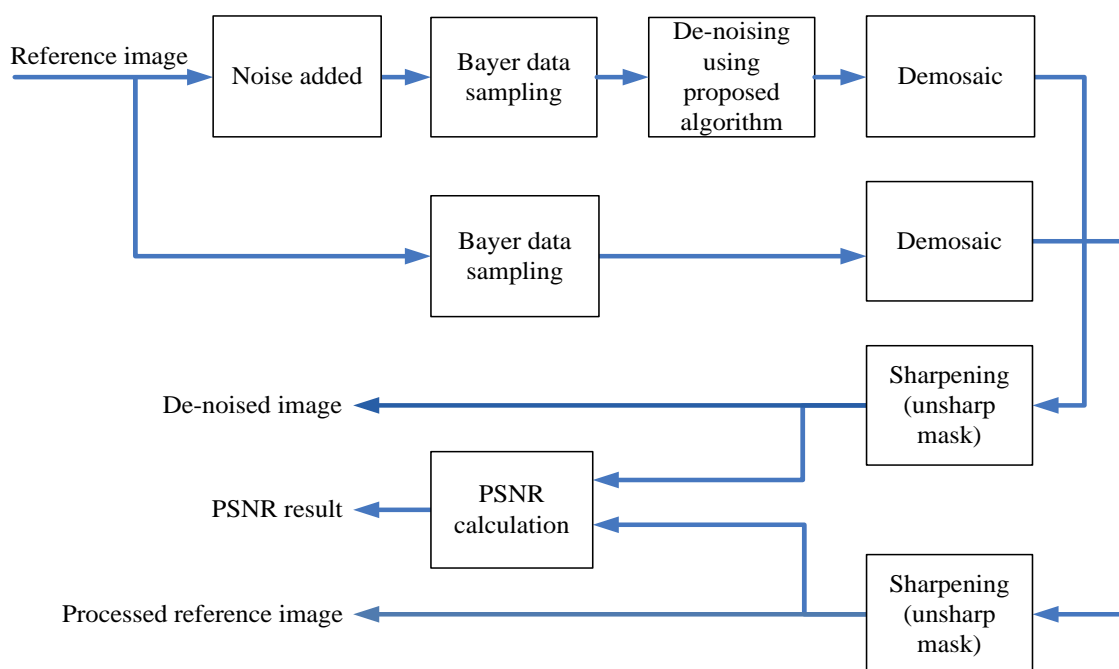 Reference image
Noise added
Bayer data
sampling
De-noising
using
proposed
algorithm
Demosaic
Bayer data
sampling
Demosaic
Sharpening
(unsharp
mask)
De-noised image
PSNR
calculation
PSNR result
Sharpening
(unsharp
mask)
Processed reference image